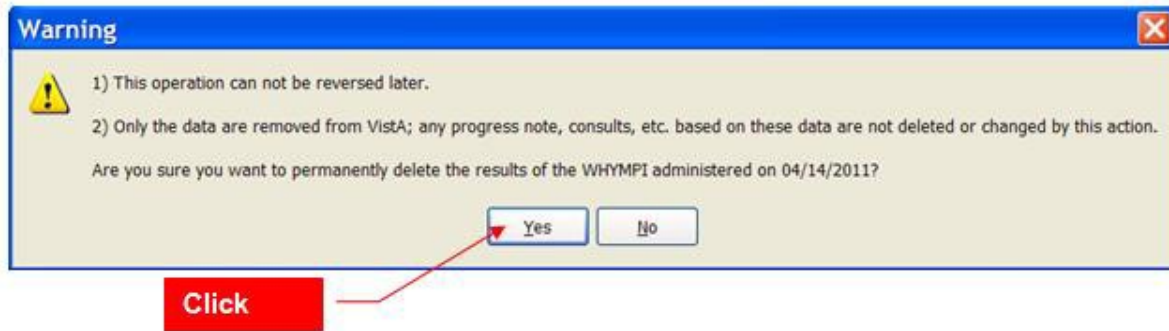 Warning
1) This operation can not be reversed later.
2) Only the data are removed from VistA; any progress note, consults, etc. based on these data are not deleted or changed by this action.
Are you sure you want to permanently delete the results of the WHYMPI administered on 04/14/2011?
Yes No
Click